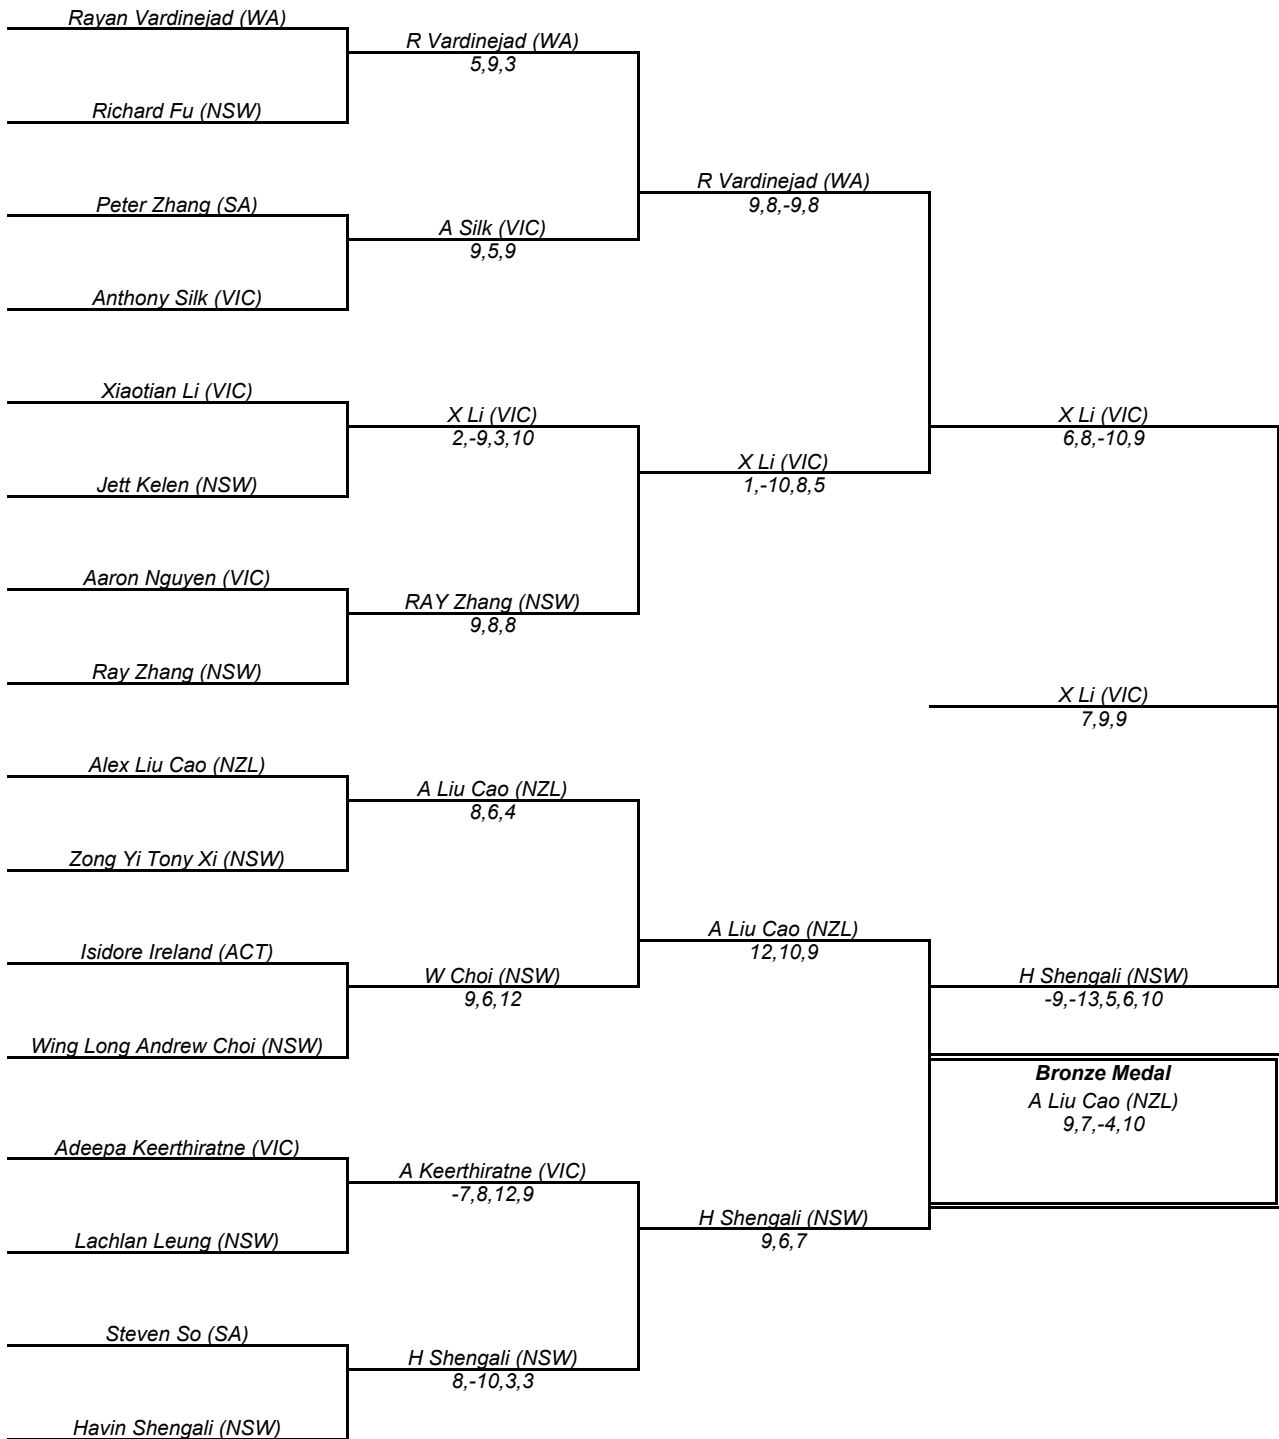 Rayan Vardinejad (WA)
R Vardinejad (WA)
5,9,3
Richard Fu (NSW)
R Vardinejad (WA)
9,8,-9,8
Peter Zhang (SA)
A Silk (VIC)
9,5,9
Anthony Silk (VIC)
Xiaotian Li (VIC)
X Li (VIC)
2,-9,3,10
X Li (VIC)
6,8,-10,9
X Li (VIC)
1,-10,8,5
Jett Kelen (NSW)
Aaron Nguyen (VIC)
RAY Zhang (NSW)
9,8,8
Ray Zhang (NSW)
X Li (VIC)
7,9,9
Alex Liu Cao (NZL)
A Liu Cao (NZL)
8,6,4
Zong Yi Tony Xi (NSW)
A Liu Cao (NZL)
12,10,9
Isidore Ireland (ACT)
W Choi (NSW)
9,6,12
H Shengali (NSW)
-9,-13,5,6,10
Wing Long Andrew Choi (NSW)
Bronze Medal
A Liu Cao (NZL)
9,7,-4,10
Adeepa Keerthiratne (VIC)
A Keerthiratne (VIC)
-7,8,12,9
H Shengali (NSW)
9,6,7
Lachlan Leung (NSW)
Steven So (SA)
H Shengali (NSW)
8,-10,3,3
Havin Shengali (NSW)